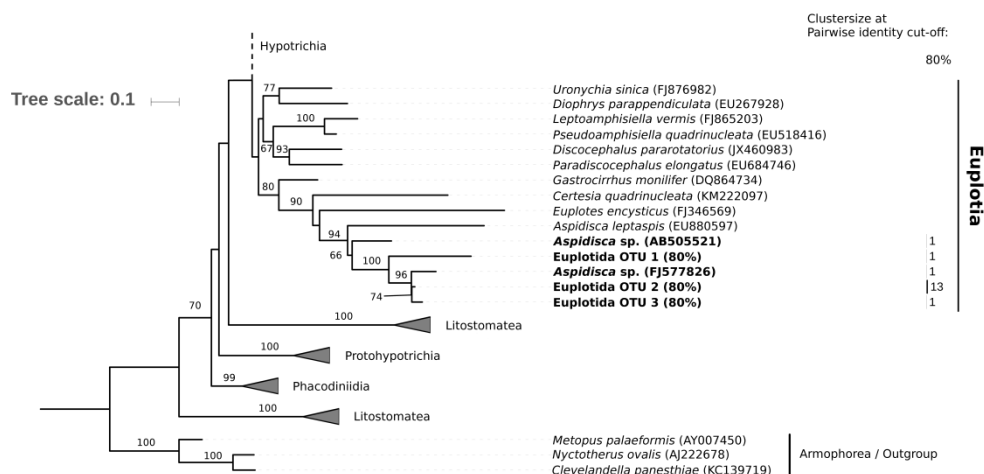 Clustersize at
Pairwise identity cut-off:
80%
Hypotrichia
Tree scale: 0.1
77
Uronychia sinica (FJ876982)
Diophrys parappendiculata (EU267928)
100
Leptoamphisiella vermis (FJ865203)
Pseudoamphisiella quadrinucleata (EU518416)
67
93
Discocephalus pararotatorius (JX460983)
Paradiscocephalus elongatus (EU684746)
80
Gastrocirrhus monilifer (DQ864734)
90
Certesia quadrinucleata (KM222097)
Euplotes encysticus (FJ346569)
94
Aspidisca leptaspis (EU880597)
66
Aspidisca sp. (AB505521)
1
100
Euplotida OTU 1 (80%)
1
96
Aspidisca sp. (FJ577826)
1
Euplotida OTU 2 (80%)
13
74
Euplotida OTU 3 (80%)
1
Euplotia
70
100
Litostomatea
100
Protohypotrichia
99
Phacodiniidia
100
Litostomatea
100
Metopus palaeformis (AY007450)
100
Nyctotherus ovalis (AJ222678)
Clevelandella panesthiae (KC139719)
Armophorea / Outgroup